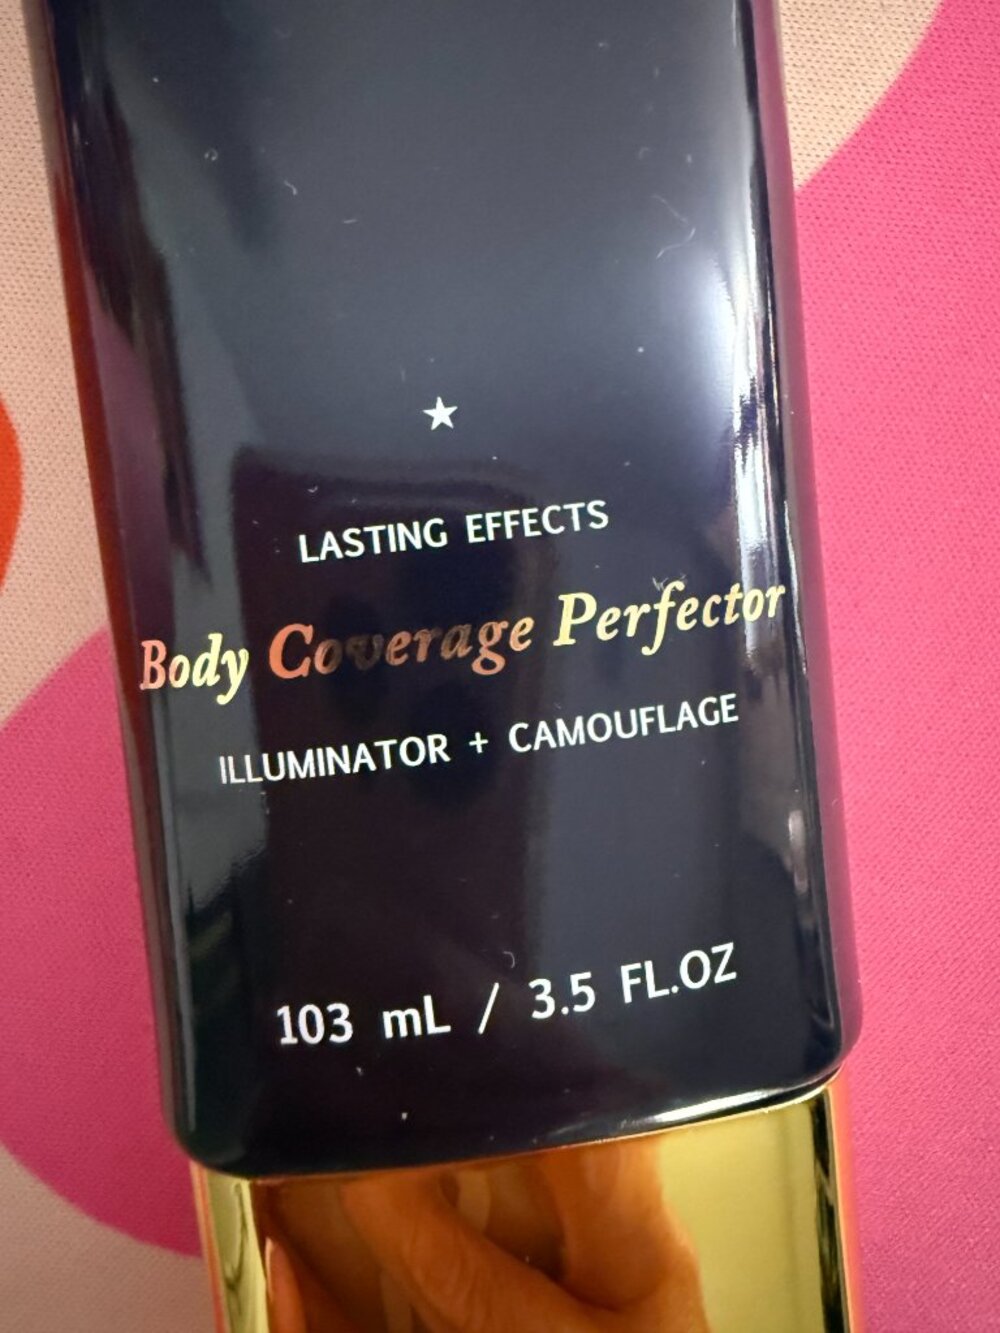 LASTING EFFECTS
Body Coverage Perfector
ILLUMINATOR + CAMOUFLAGE
103 mL / 3.5 FL.OZ